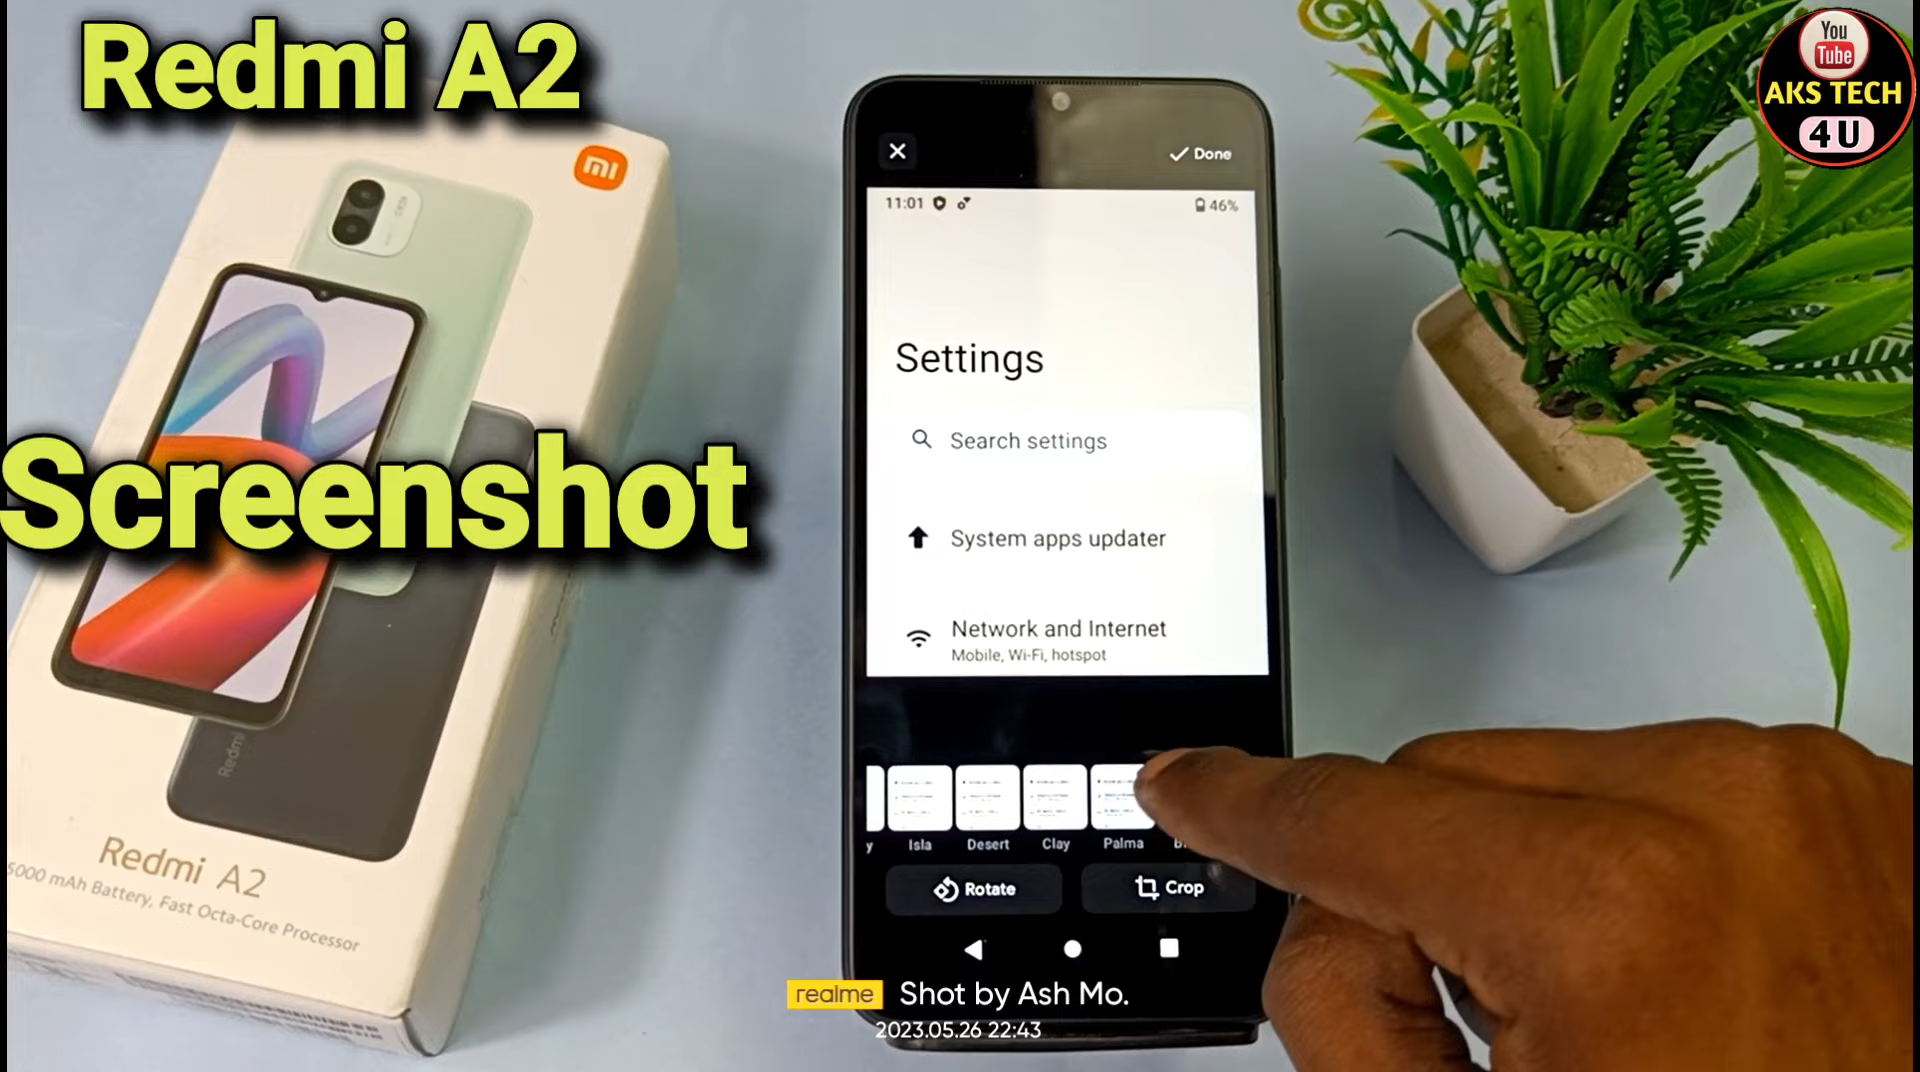 Redmi A2
Screenshot
You
Tube
AKS TECH
4U
mi
Redmi
Redmi A2
5000 mAh Battery, Fast Octa-Core Processor
Done
11:01
46%
Settings
Search settings
System apps updater
Network and Internet
Mobile, Wi-Fi, hotspot
y Isla Desert Clay Palma
Rotate Crop
realme Shot by Ash Mo.
2023.05.26 22:43